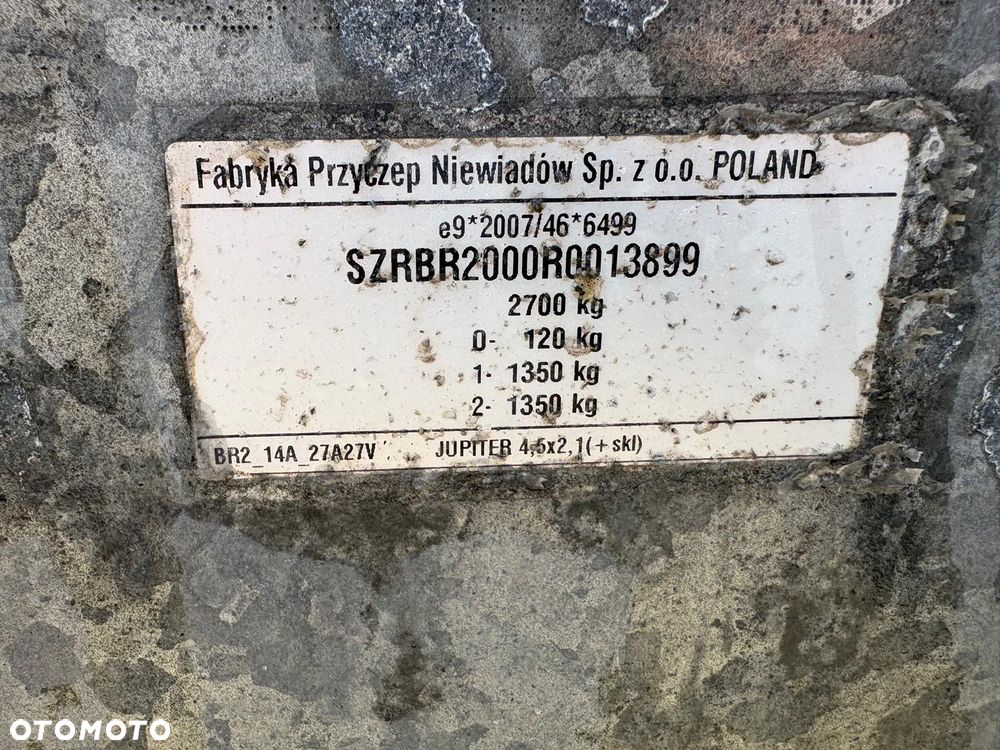 Fabryka Przyczep Niewiadów Sp. z o.o. POLAND
e9*2007/46*6499
SZRBR2000R0013899
2700 kg
0- 120 kg
1- 1350 kg
2- 1350 kg
BR2_14A_27A27V JUPITER 4,5x2,1(+skl)
OTOMOTO